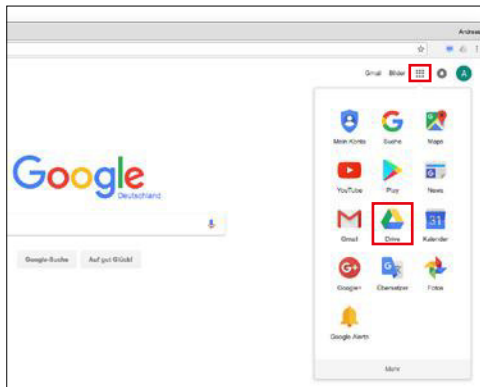 Andreas
Gmail Bilder
A
Mein Konto Suche Maps
YouTube Play News
31
Gmail Drive Kalender
G+
Google+ Übersetzer Fotos
Google Alerts
Mehr
Google
Deutschland
Google-Suche Auf gut Glück!